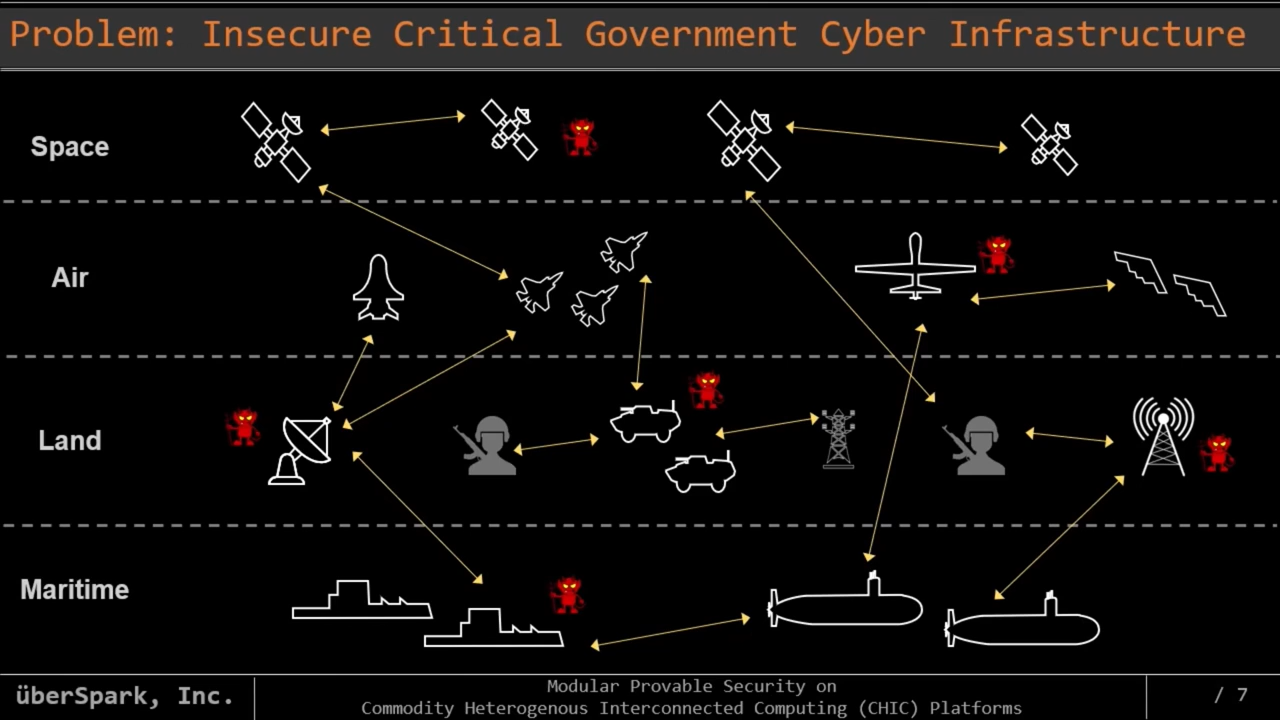 Problem: Insecure Critical Government Cyber Infrastructure
Space
Air
Land
Maritime
überSpark, Inc.
Modular Provable Security on
Commodity Heterogenous Interconnected Computing (CHIC) Platforms
/ 7